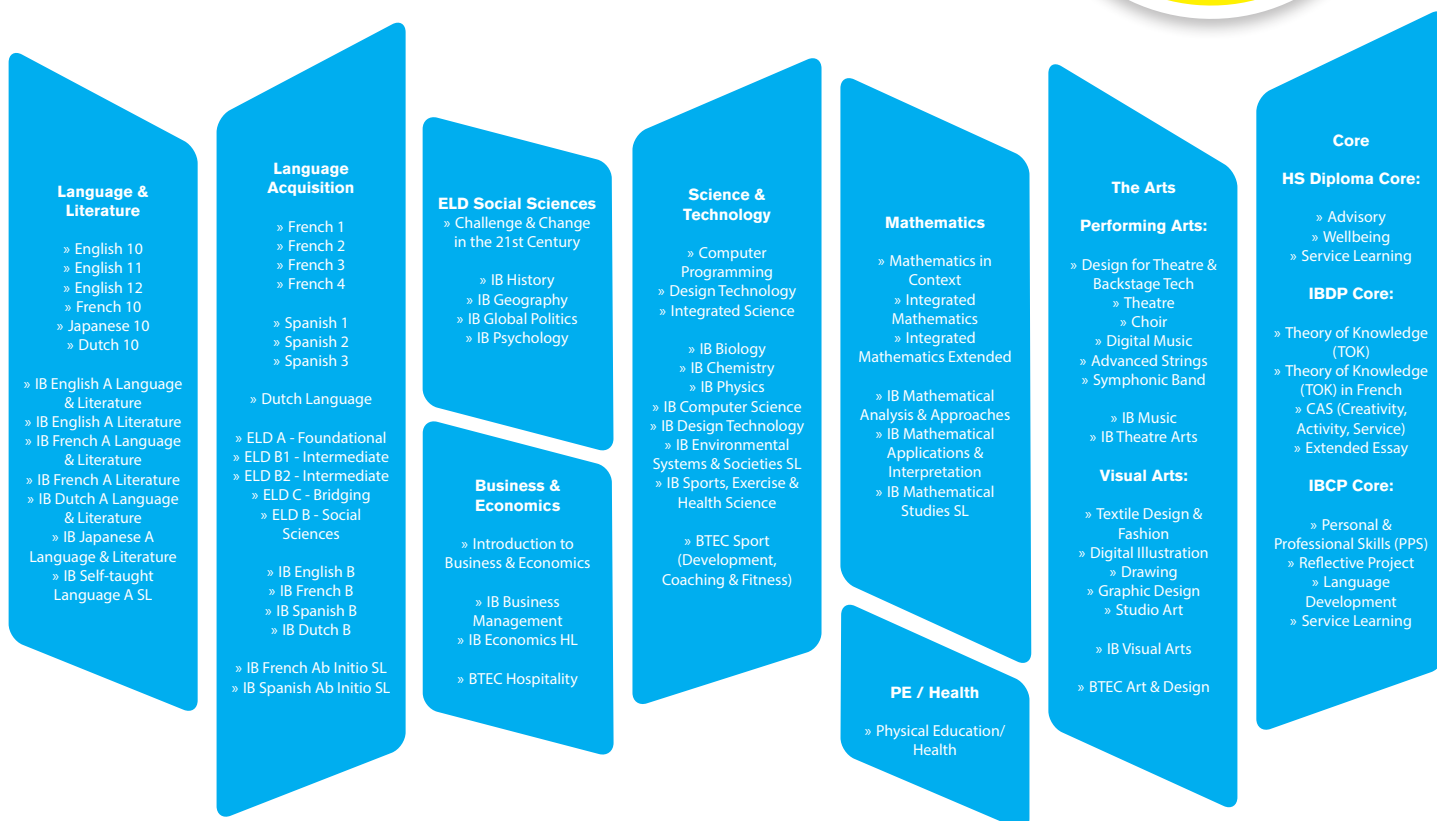 Language &
Literature
» English 10
» English 11
» English 12
» French 10
» Japanese 10
» Dutch 10
» IB English A Language
& Literature
» IB English A Literature
» IB French A Language
& Literature
» IB French A Literature
» IB Dutch A Language
& Literature
» IB Japanese A
Language & Literature
» IB Self-taught
Language A SL
Language
Acquisition
» French 1
» French 2
» French 3
» French 4
» Spanish 1
» Spanish 2
» Spanish 3
» Dutch Language
» ELD A - Foundational
» ELD B1 - Intermediate
» ELD B2 - Intermediate
» ELD C - Bridging
» ELD B - Social
Sciences
» IB English B
» IB French B
» IB Spanish B
» IB Dutch B
» IB French Ab Initio SL
» IB Spanish Ab Initio SL
ELD Social Sciences
» Challenge & Change
in the 21st Century
» IB History
» IB Geography
» IB Global Politics
» IB Psychology
Business &
Economics
» Introduction to
Business & Economics
» IB Business
Management
» IB Economics HL
» BTEC Hospitality
Science &
Technology
» Computer
Programming
» Design Technology
» Integrated Science
» IB Biology
» IB Chemistry
» IB Physics
» IB Computer Science
» IB Design Technology
» IB Environmental
Systems & Societies SL
» IB Sports, Exercise &
Health Science
» BTEC Sport
(Development,
Coaching & Fitness)
Mathematics
» Mathematics in
Context
» Integrated
Mathematics
» Integrated
Mathematics Extended
» IB Mathematical
Analysis & Approaches
» IB Mathematical
Applications &
Interpretation
» IB Mathematical
Studies SL
PE / Health
» Physical Education/
Health
The Arts
Performing Arts:
» Design for Theatre &
Backstage Tech
» Theatre
» Choir
» Digital Music
» Advanced Strings
» Symphonic Band
» IB Music
» IB Theatre Arts
Visual Arts:
» Textile Design &
Fashion
» Digital Illustration
» Drawing
» Graphic Design
» Studio Art
» IB Visual Arts
» BTEC Art & Design
Core
HS Diploma Core:
» Advisory
» Wellbeing
» Service Learning
IBDP Core:
» Theory of Knowledge
(TOK)
» Theory of Knowledge
(TOK) in French
» CAS (Creativity,
Activity, Service)
» Extended Essay
IBCP Core:
» Personal &
Professional Skills (PPS)
» Reflective Project
» Language
Development
» Service Learning